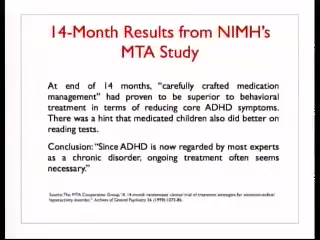 14-Month Results from NIMH's
MTA Study
At end of 14 months, "carefully crafted medication
management" had proven to be superior to behavioral
treatment in terms of reducing core ADHD symptoms.
There was a hint that medicated children also did better on
reading tests.
Conclusion: "Since ADHD is now regarded by most experts
as a chronic disorder, ongoing treatment often seems
necessary."
Source: The MTA Cooperative Group, "A 14-month randomized clinical trial of treatment strategies for attention-deficit/
hyperactivity disorder," Archives of General Psychiatry 56 (1999):1073-86.